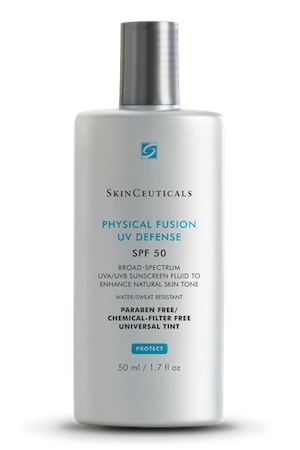 SKINCEUTICALS
PHYSICAL FUSION
UV DEFENSE
SPF 50
BROAD-SPECTRUM
UVA/UVB SUNSCREEN FLUID TO
ENHANCE NATURAL SKIN TONE
WATER/SWEAT RESISTANT
PARABEN FREE/
CHEMICAL-FILTER FREE
UNIVERSAL TINT
PROTECT
50 ml / 1.7 fl oz